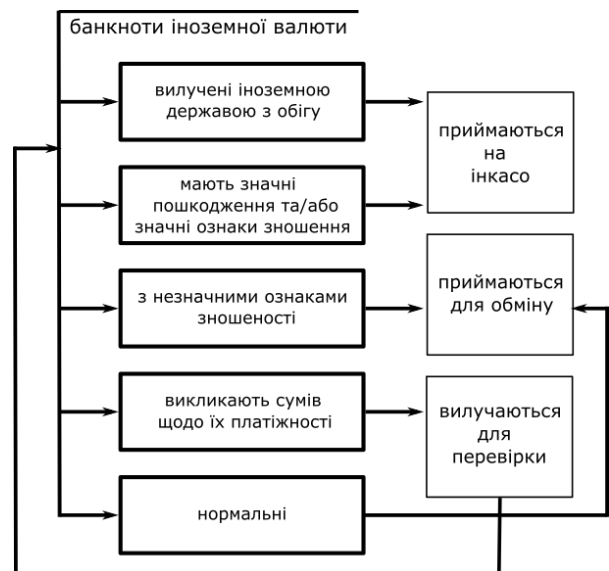 банкноти іноземної валюти
вилучені іноземною
державою з обігу
приймаються
на
інкасо
мають значні
пошкодження та/або
значні ознаки зношення
з незначними ознаками
зношеності
приймаються
для обміну
викликають сумів
щодо їх платіжності
вилучаються
для
перевірки
нормальні